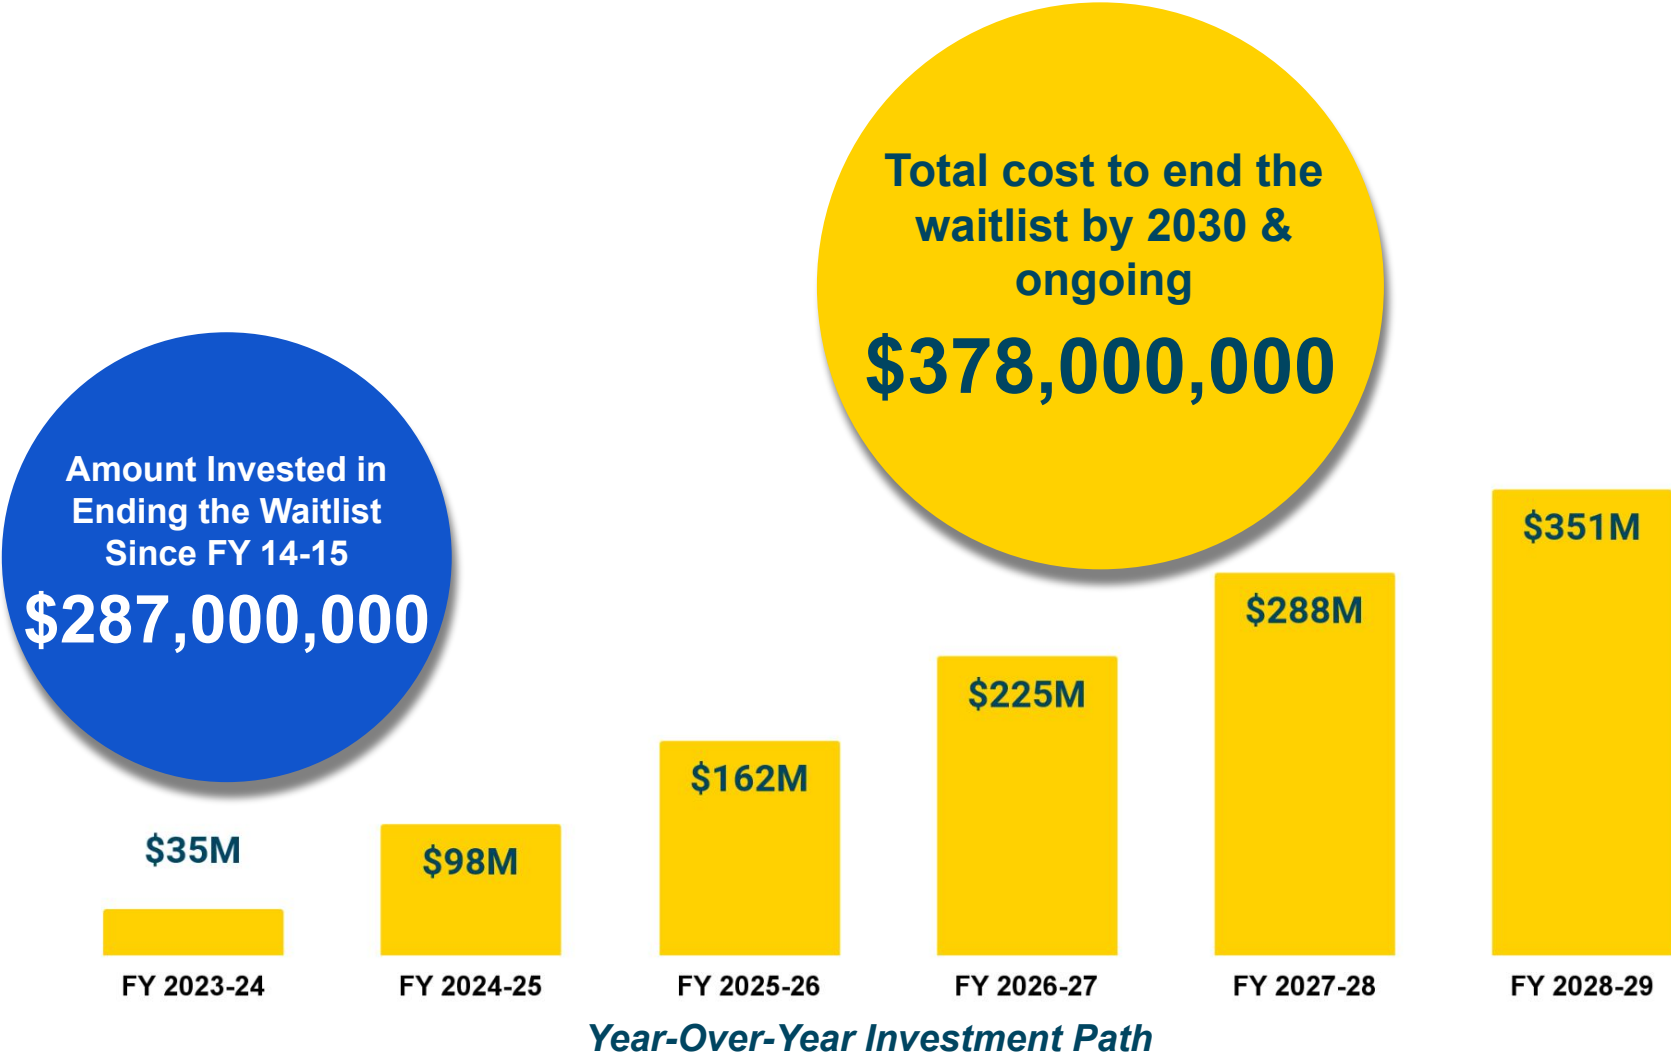 Total cost to end the
waitlist by 2030 &
ongoing
$378,000,000
Amount Invested in
Ending the Waitlist
Since FY 14-15
$287,000,000
$35M
$98M
$162M
$225M
$288M
$351M
FY 2023-24
FY 2024-25
FY 2025-26
FY 2026-27
FY 2027-28
FY 2028-29
Year-Over-Year Investment Path